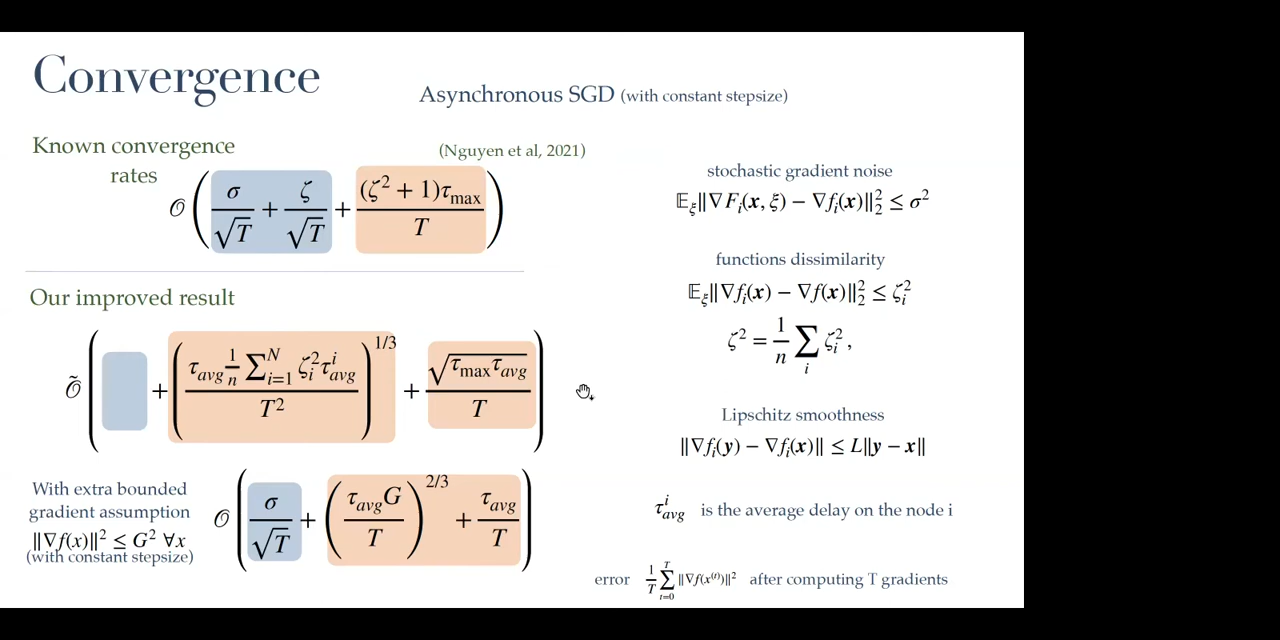 Convergence
Asynchronous SGD (with constant stepsize)
Known convergence
rates
(Nguyen et al, 2021)
𝒪 ( σ/√T + ζ/√T + (ζ² + 1)τ_max / T )
Our improved result
Õ ( + ( τ_avg 1/n ∑_{i=1}^N ζ_i² τ^i_avg / T² )^{1/3} + √(τ_max τ_avg) / T )
With extra bounded
gradient assumption
‖∇f(x)‖² ≤ G² ∀x
(with constant stepsize)
𝒪 ( σ/√T + ( τ_avg G / T )^{2/3} + τ_avg / T )
stochastic gradient noise
𝔼_ξ‖∇F_i(x, ξ) − ∇f_i(x)‖₂² ≤ σ²
functions dissimilarity
𝔼_ξ‖∇f_i(x) − ∇f(x)‖₂² ≤ ζ_i²
ζ² = 1/n ∑_i ζ_i² ,
Lipschitz smoothness
‖∇f_i(y) − ∇f_i(x)‖ ≤ L‖y − x‖
τ^i_avg is the average delay on the node i
error 1/T ∑_{t=0}^T ‖∇f(x^(t))‖² after computing T gradients